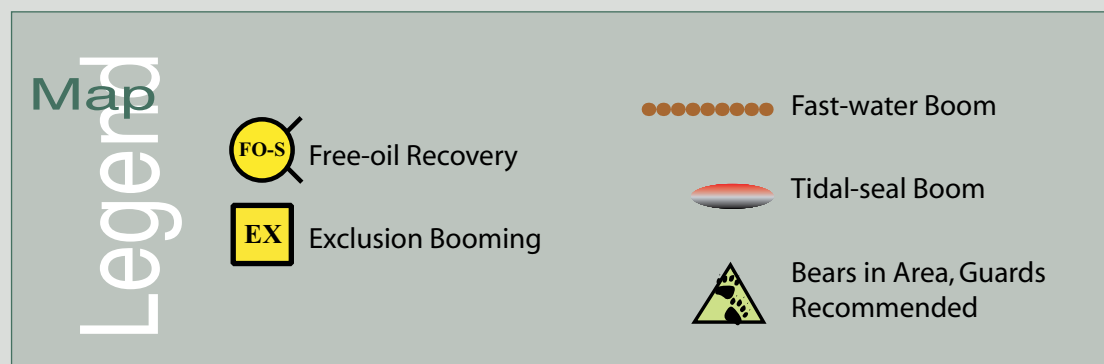 Map
Legend
FO-S
Free-oil Recovery
EX
Exclusion Booming
Fast-water Boom
Tidal-seal Boom
Bears in Area, Guards
Recommended